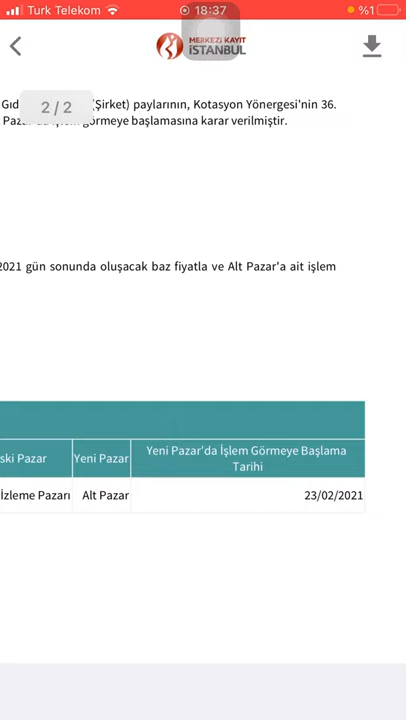 Turk Telekom 18:37 %1
MERKEZİ KAYIT
İSTANBUL
2/2
Gıd (Şirket) paylarının, Kotasyon Yönergesi'nin 36.
işlem görmeye başlamasına karar verilmiştir.
2021 gün sonunda oluşacak baz fiyatla ve Alt Pazar'a ait işlem
Yeni Pazar'da İşlem Görmeye Başlama
ski Pazar Yeni Pazar
Tarihi
İzleme Pazarı Alt Pazar 23/02/2021